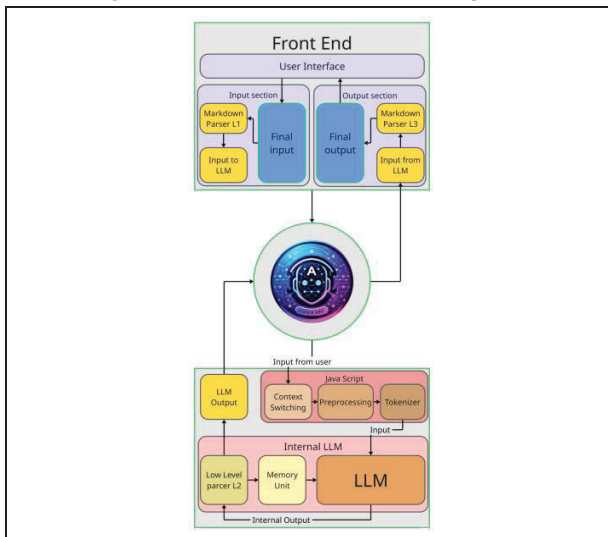 Front End
User Interface
Input section
Output section
Markdown
Parser L1
Final
input
Input to
LLM
Final
output
Markdown
Parser L3
Input from
LLM
A
Input from user
Java Script
LLM
Output
Context
Switching
Preprocessing
Tokenizer
Input
Internal LLM
Low Level
parcer L2
Memory
Unit
LLM
Internal Output